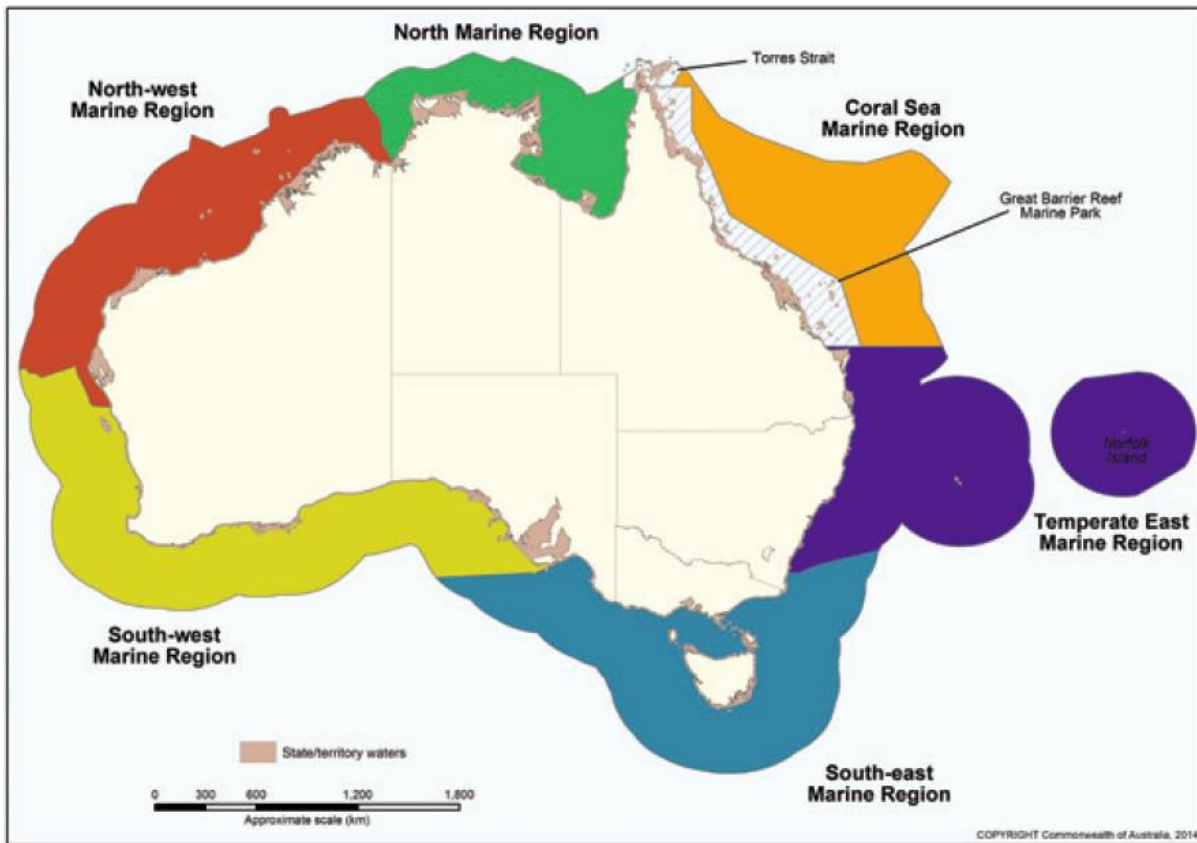 North Marine Region
Torres Strait
North-west
Marine Region
Coral Sea
Marine Region
Great Barrier Reef
Marine Park
Norfolk
Island
Temperate East
Marine Region
South-west
Marine Region
State/territory waters
South-east
Marine Region
0 300 600 1,200 1,800
Approximate scale (km)
COPYRIGHT Commonwealth of Australia, 2014